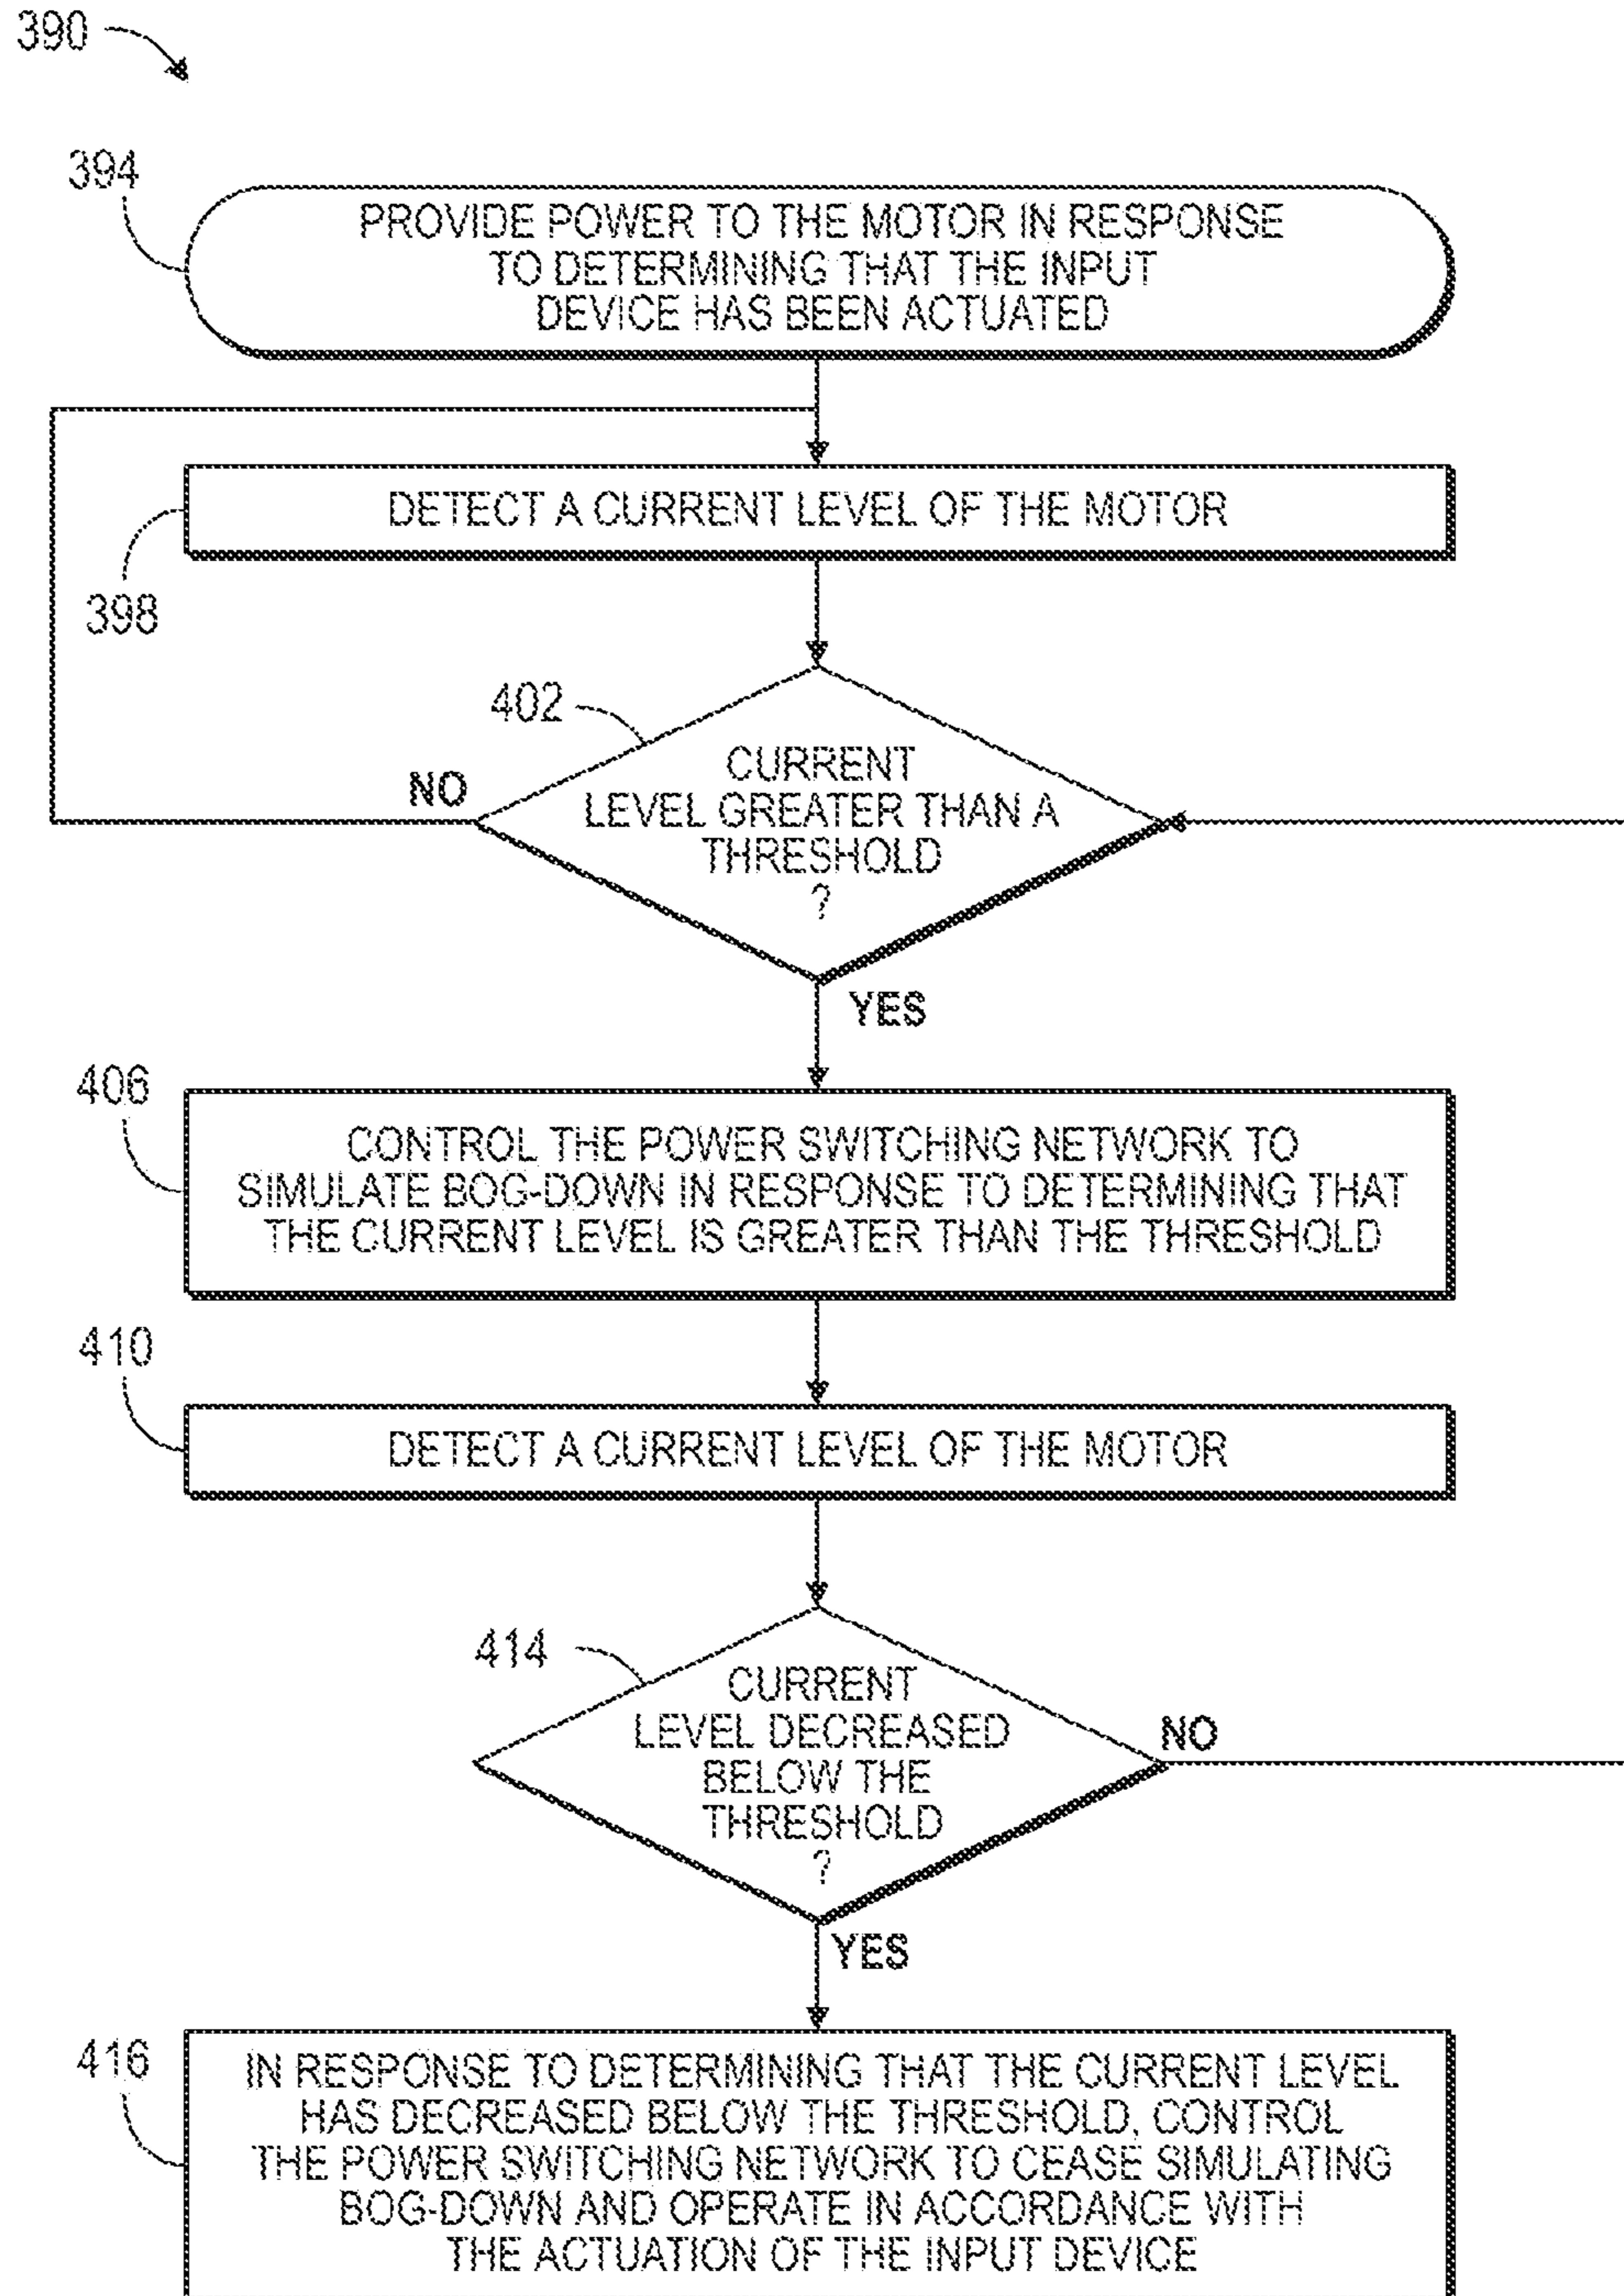 390
394
PROVIDE POWER TO THE MOTOR IN RESPONSE
TO DETERMINING THAT THE INPUT
DEVICE HAS BEEN ACTUATED
DETECT A CURRENT LEVEL OF THE MOTOR
398
402
CURRENT
LEVEL GREATER THAN A
THRESHOLD
?
NO
YES
406
CONTROL THE POWER SWITCHING NETWORK TO
SIMULATE BOG-DOWN IN RESPONSE TO DETERMINING THAT
THE CURRENT LEVEL IS GREATER THAN THE THRESHOLD
410
DETECT A CURRENT LEVEL OF THE MOTOR
414
CURRENT
LEVEL DECREASED
BELOW THE
THRESHOLD
?
NO
YES
416
IN RESPONSE TO DETERMINING THAT THE CURRENT LEVEL
HAS DECREASED BELOW THE THRESHOLD, CONTROL
THE POWER SWITCHING NETWORK TO CEASE SIMULATING
BOG-DOWN AND OPERATE IN ACCORDANCE WITH
THE ACTUATION OF THE INPUT DEVICE